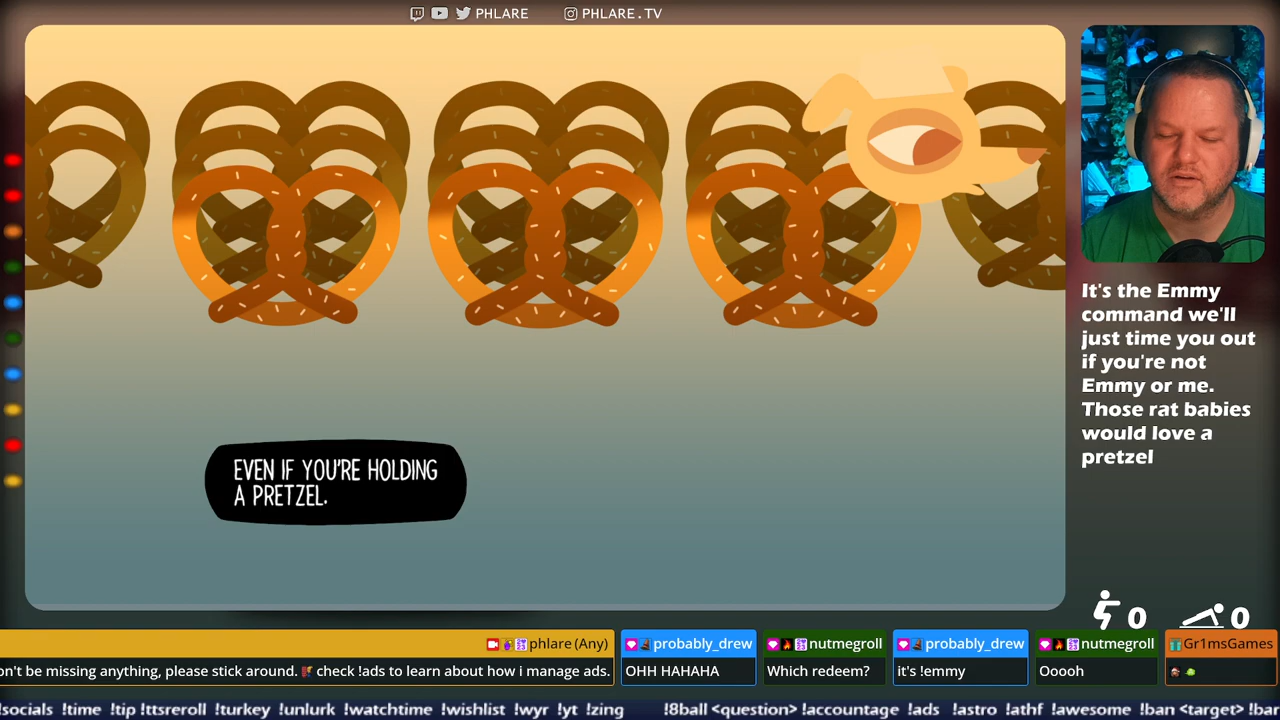 PHLARE PHLARE.TV
EVEN IF YOU'RE HOLDING
A PRETZEL.
It's the Emmy
command we'll
just time you out
if you're not
Emmy or me.
Those rat babies
would love a
pretzel
0 0
phlare (Any)
on't be missing anything, please stick around. check !ads to learn about how i manage ads.
probably_drew
OHH HAHAHA
nutmegroll
Which redeem?
probably_drew
it's !emmy
nutmegroll
Ooooh
Gr1msGames
!socials !time !tip !ttsreroll !turkey !unlurk !watchtime !wishlist !wyr !yt !zing !8ball <question> !accountage !ads !astro !athf !awesome !ban <target> !bar